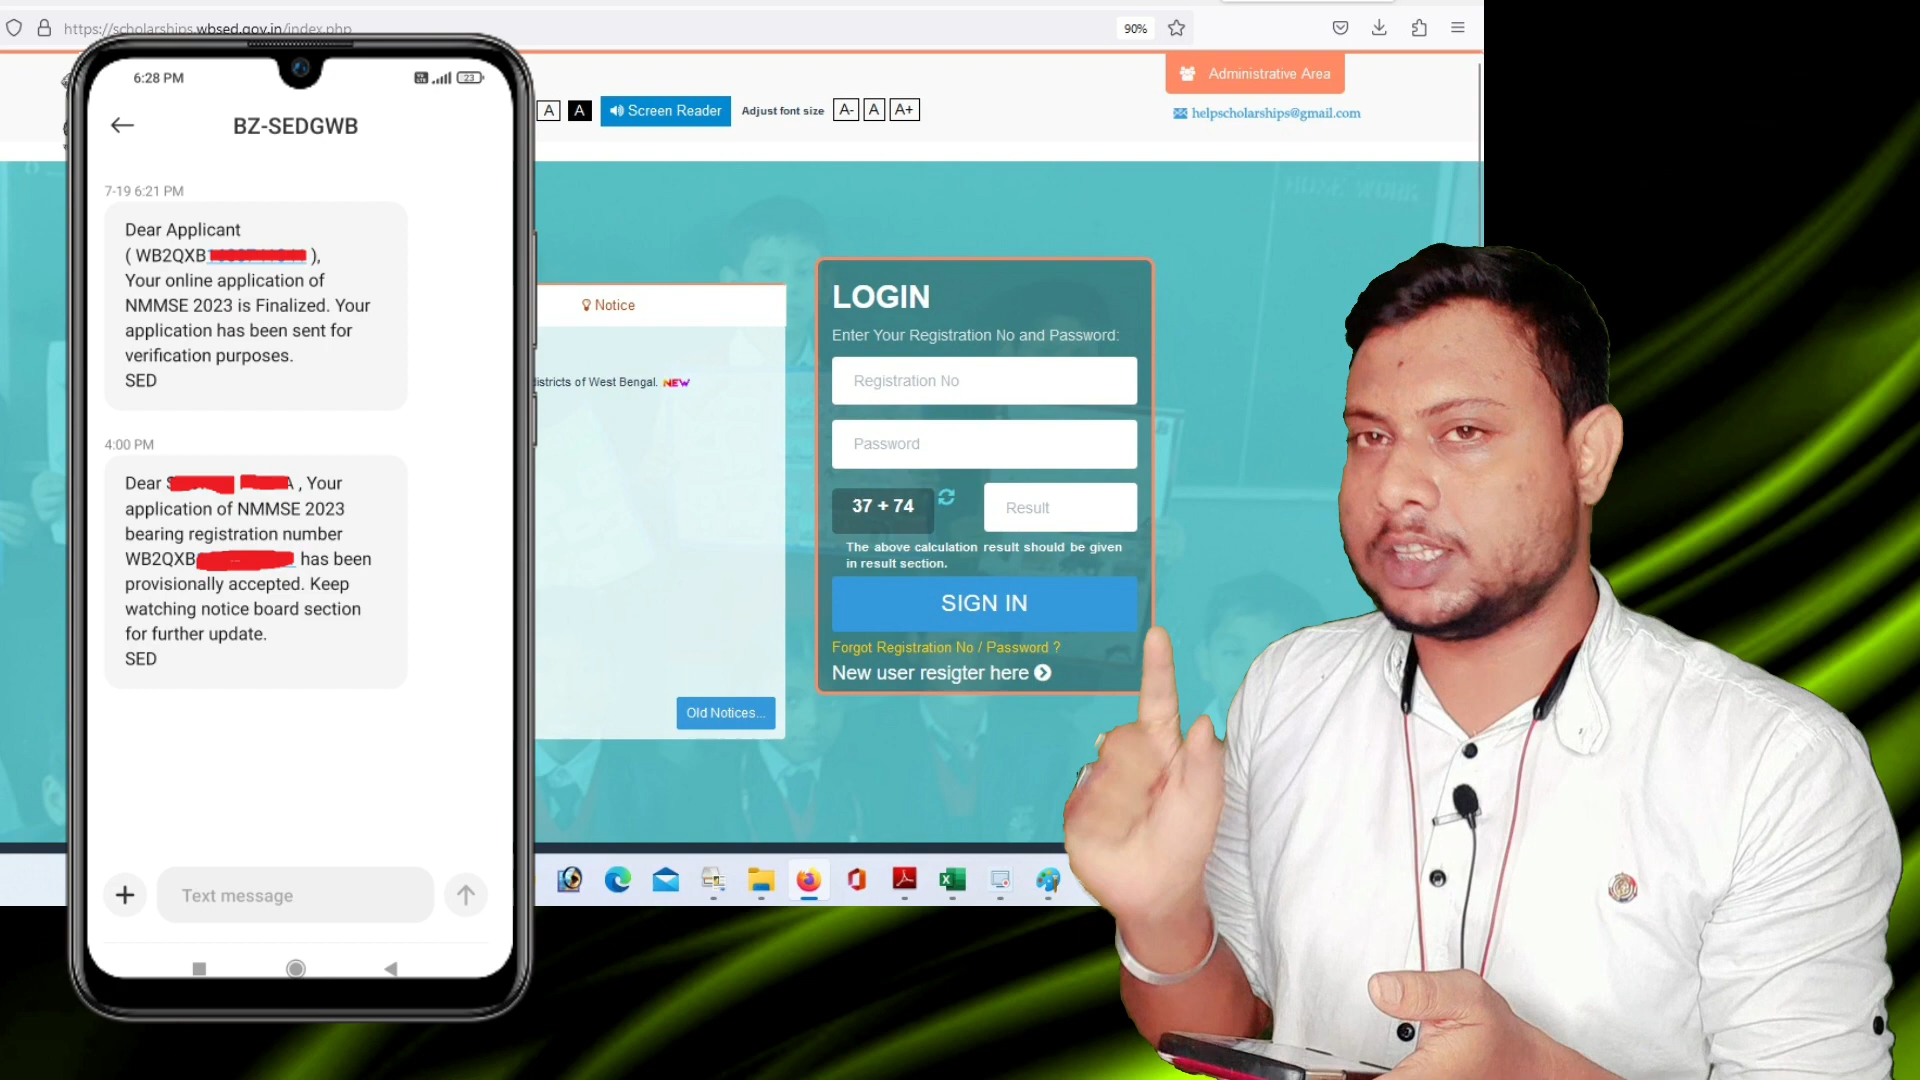 https://scholarships.wbsed.gov.in/index.php
90%
Administrative Area
A
A
Screen Reader
Adjust font size
A-
A
A+
helpscholarships@gmail.com
6:28 PM
23
BZ-SEDGWB
7-19 6:21 PM
Dear Applicant
( WB2QXB ),
Your online application of
NMMSE 2023 is Finalized. Your
application has been sent for
verification purposes.
SED
4:00 PM
Dear , Your
application of NMMSE 2023
bearing registration number
WB2QXB has been
provisionally accepted. Keep
watching notice board section
for further update.
SED
Text message
Notice
districts of West Bengal. NEW
Old Notices...
LOGIN
Enter Your Registration No and Password:
Registration No
Password
37 + 74
Result
The above calculation result should be given
in result section.
SIGN IN
Forgot Registration No / Password ?
New user resigter here